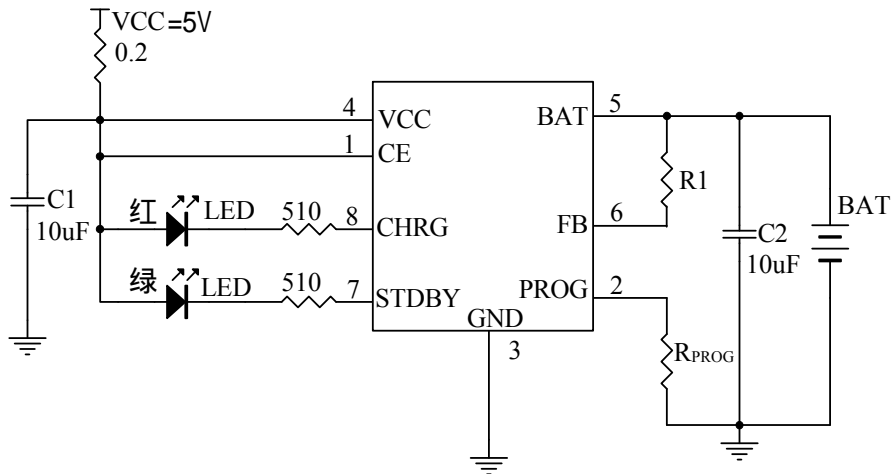 VCC=5V
0.2
4 VCC BAT 5
1 CE
C1
10uF
R1
BAT
红 LED 510 8 CHRG FB 6
C2
10uF
绿 LED 510 7 STDBY PROG 2
GND
3
RPROG